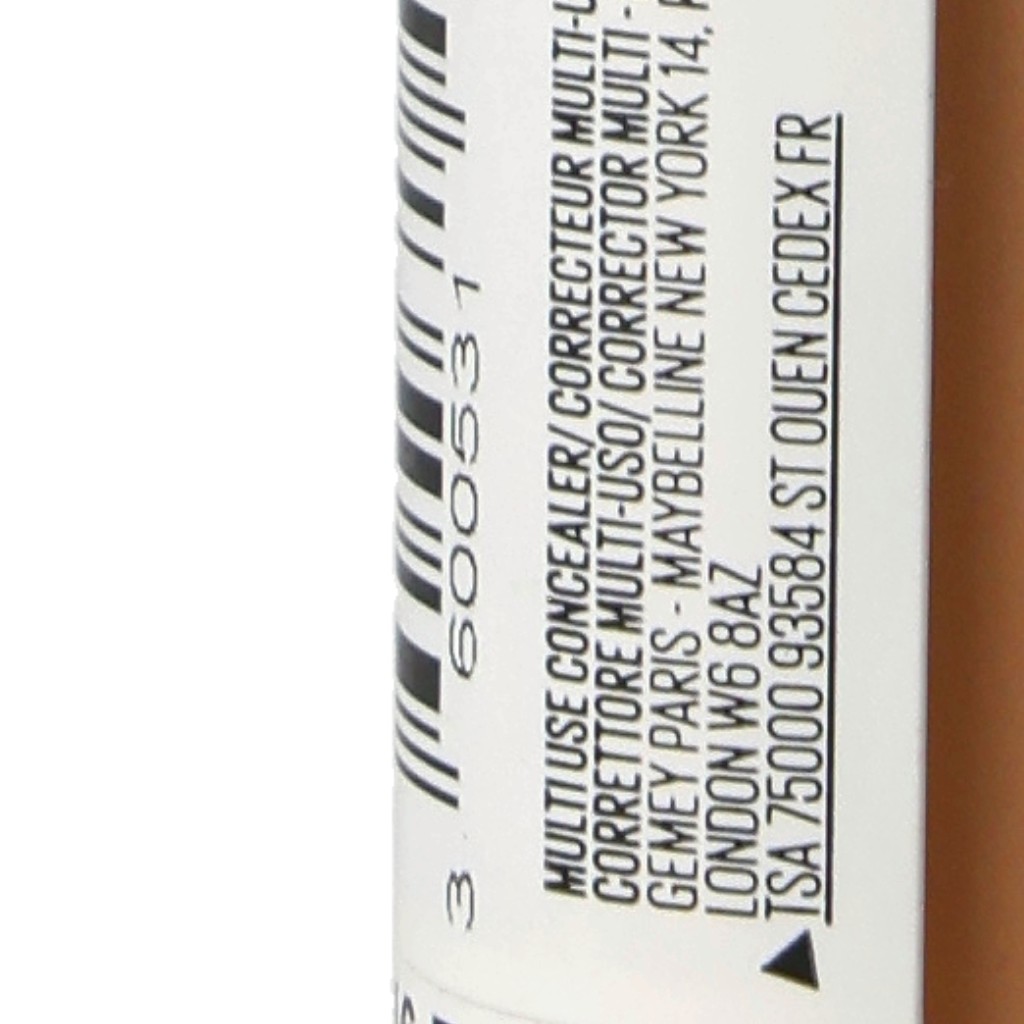 3 600531
MULTI USE CONCEALER/ CORRECTEUR MULTI-U
CORRETTORE MULTI-USO/ CORRECTOR MULTI -
GEMEY PARIS - MAYBELLINE NEW YORK 14,
LONDON W6 8AZ
TSA 75000 93584 ST OUEN CEDEX FR